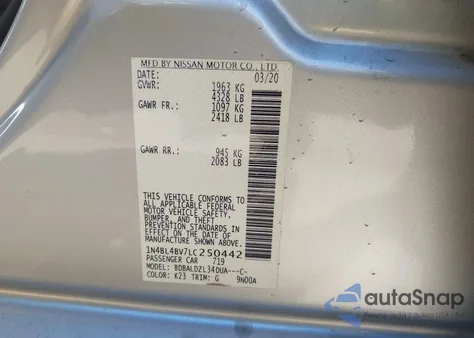 MFD BY NISSAN MOTOR CO., LTD.
DATE: 03/20
GVWR: 1963 KG
4328 LB
GAWR FR.: 1097 KG
2418 LB
GAWR RR.: 945 KG
2083 LB
THIS VEHICLE CONFORMS TO
ALL APPLICABLE FEDERAL
MOTOR VEHICLE SAFETY,
BUMPER, AND THEFT
PREVENTION STANDARDS IN
EFFECT ON THE DATE OF
MANUFACTURE SHOWN ABOVE.
1N4BL4BV7LC250442
PASSENGER CAR 719
MODEL: BDBALDZL34DUA---C-
COLOR: K23 TRIM: G 9N00A
autoSnap